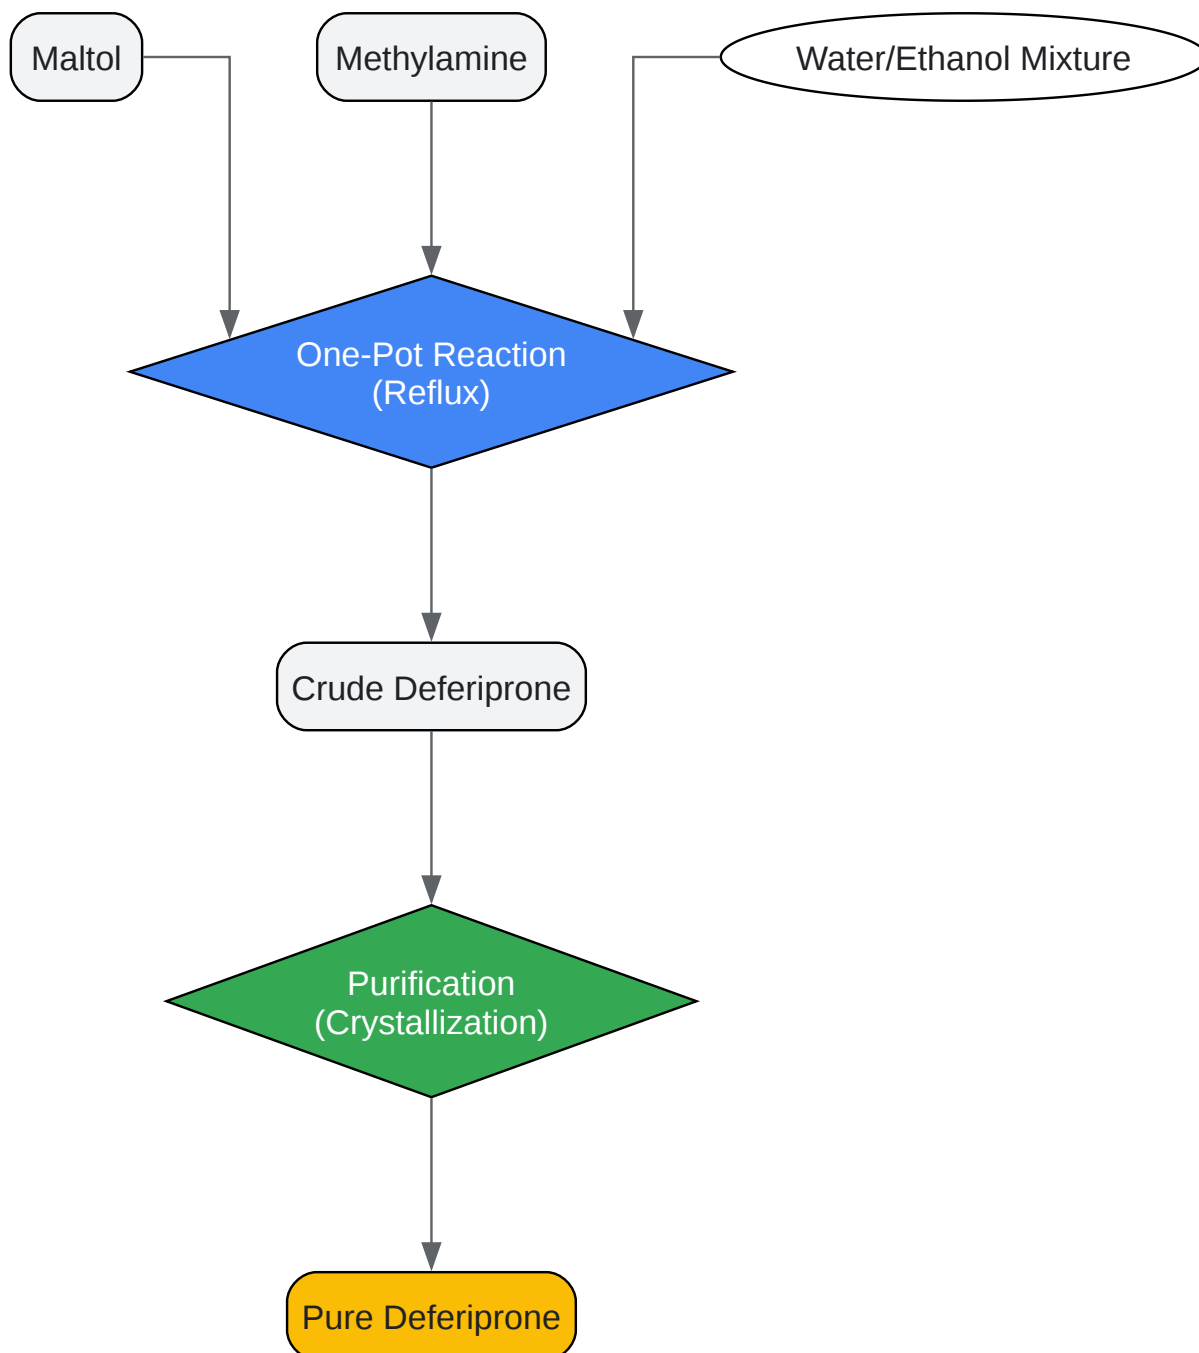 Maltol
Methylamine
Water/Ethanol Mixture
One-Pot Reaction
(Reflux)
Crude Deferiprone
Purification
(Crystallization)
Pure Deferiprone